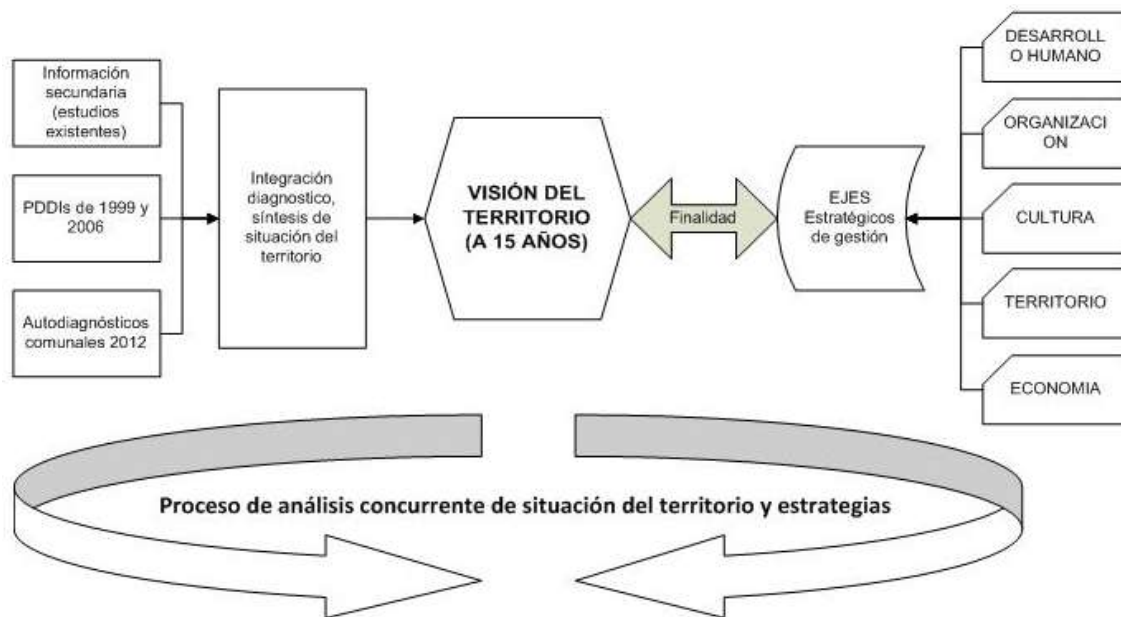 Información
secundaria
(estudios
existentes)
PDDIs de 1999 y
2006
Autodiagnósticos
comunales 2012
Integración
diagnostico,
síntesis de
situación del
territorio
VISIÓN DEL
TERRITORIO
(A 15 AÑOS)
Finalidad
EJES
Estratégicos
de gestión
DESARROLL
O HUMANO
ORGANIZACI
ON
CULTURA
TERRITORIO
ECONOMIA
Proceso de análisis concurrente de situación del territorio y estrategias